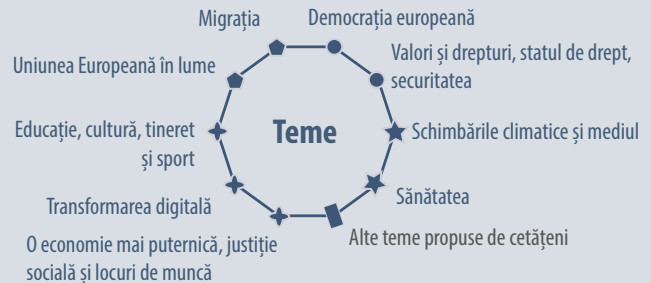 Migrația
Democrația europeană
Valori și drepturi, statul de drept,
securitatea
Uniunea Europeană în lume
Teme
Schimbările climatice și mediul
Educație, cultură, tineret
și sport
Sănătatea
Transformarea digitală
Alte teme propuse de cetățeni
O economie mai puternică, justiție
socială și locuri de muncă